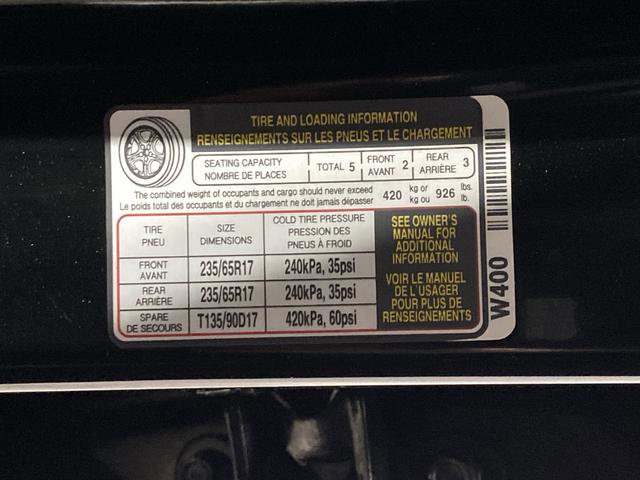 TIRE AND LOADING INFORMATION
RENSEIGNEMENTS SUR LES PNEUS ET LE CHARGEMENT
SEATING CAPACITY
NOMBRE DE PLACES
TOTAL 5
FRONT
AVANT 2
REAR
ARRIÈRE 3
The combined weight of occupants and cargo should never exceed
Le poids total des occupants et du chargement ne doit jamais dépasser
420 kg or
kg ou 926 lbs.
lb.
TIRE
PNEU
SIZE
DIMENSIONS
COLD TIRE PRESSURE
PRESSION DES
PNEUS À FROID
FRONT
AVANT
235/65R17
240kPa, 35psi
REAR
ARRIÈRE
235/65R17
240kPa, 35psi
SPARE
DE SECOURS
T135/90D17
420kPa, 60psi
SEE OWNER'S
MANUAL FOR
ADDITIONAL
INFORMATION
VOIR LE MANUEL
DE L'USAGER
POUR PLUS DE
RENSEIGNEMENTS
W400